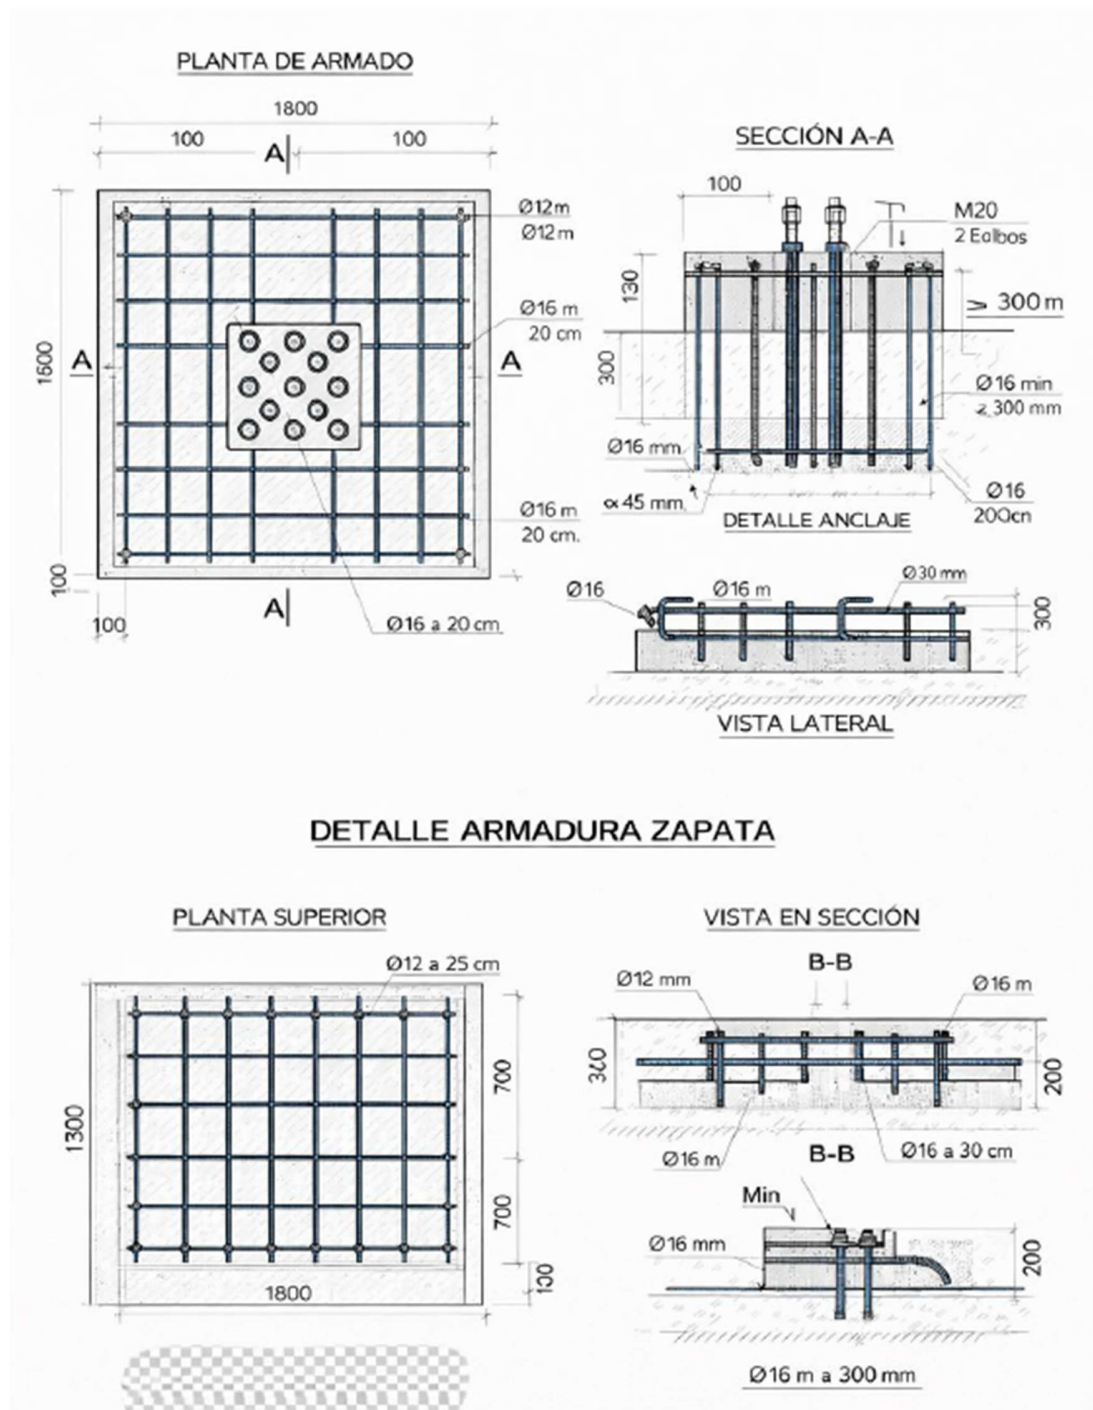 PLANTA DE ARMADO
1800
100
100
A
A
A
A
Ø12m
Ø12m
Ø16 m
20 cm
Ø16 m
20 cm.
1600
100
100
Ø16 a 20 cm
SECCIÓN A-A
100
M20
2 Ealbos
130
≥ 300 m
300
Ø16 min
≥ 300 mm
Ø16 mm
∝ 45 mm.
Ø16
200cn
DETALLE ANCLAJE
Ø16
Ø16 m
Ø30 mm
300
VISTA LATERAL
DETALLE ARMADURA ZAPATA
PLANTA SUPERIOR
Ø12 a 25 cm
1300
700
700
130
1800
VISTA EN SECCIÓN
B-B
Ø12 mm
Ø16 m
340
200
Ø16 m
Ø16 a 30 cm
B-B
Min
Ø16 mm
200
Ø16 m a 300 mm